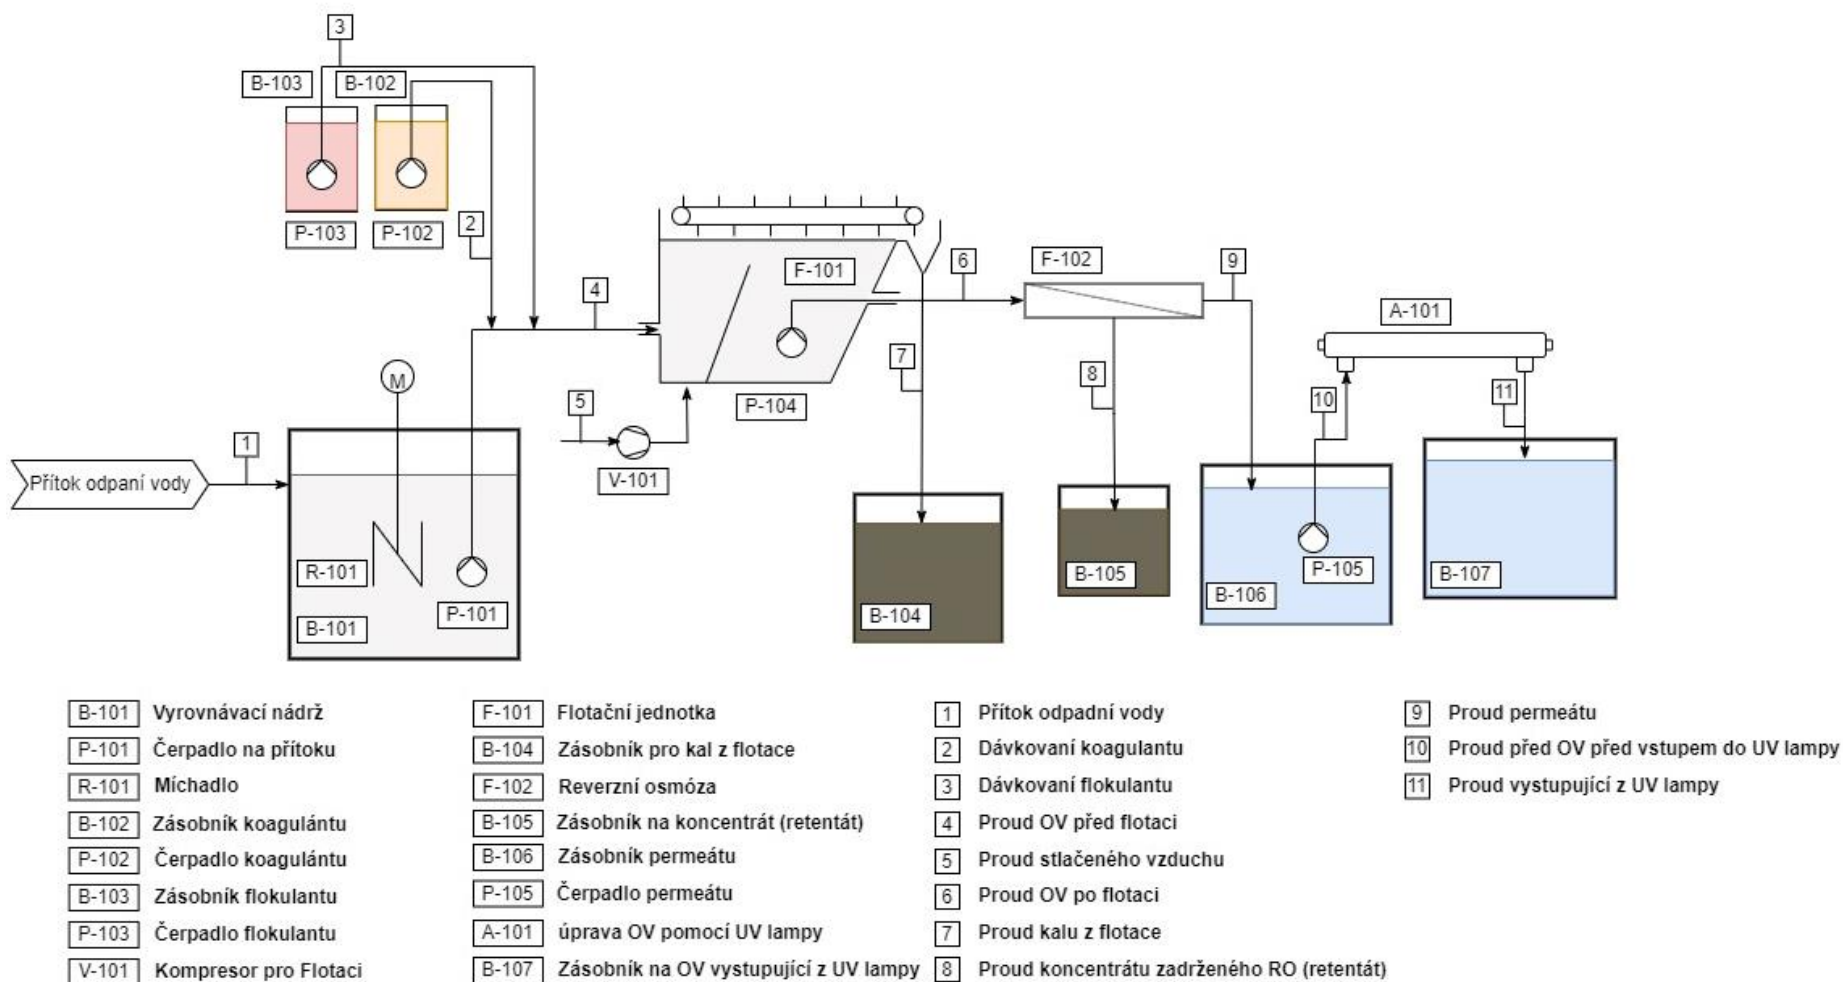 3
B-103
B-102
P-103
P-102
2
4
F-101
6
F-102
9
A-101
M
5
P-104
7
8
10
11
1
Přítok odpaní vody
V-101
R-101
P-101
B-101
B-104
B-105
P-105
B-106
B-107
B-101 Vyrovnávací nádrž
P-101 Čerpadlo na přítoku
R-101 Míchadlo
B-102 Zásobník koagulántu
P-102 Čerpadlo koagulántu
B-103 Zásobník flokulantu
P-103 Čerpadlo flokulantu
V-101 Kompresor pro Flotaci
F-101 Flotační jednotka
B-104 Zásobník pro kal z flotace
F-102 Reverzní osmóza
B-105 Zásobník na koncentrát (retentát)
B-106 Zásobník permeátu
P-105 Čerpadlo permeátu
A-101 úprava OV pomocí UV lampy
B-107 Zásobník na OV vystupující z UV lampy
1 Přítok odpadní vody
2 Dávkovaní koagulantu
3 Dávkovaní flokulantu
4 Proud OV před flotaci
5 Proud stlačeného vzduchu
6 Proud OV po flotaci
7 Proud kalu z flotace
8 Proud koncentrátu zadrženého RO (retentát)
9 Proud permeátu
10 Proud před OV před vstupem do UV lampy
11 Proud vystupující z UV lampy